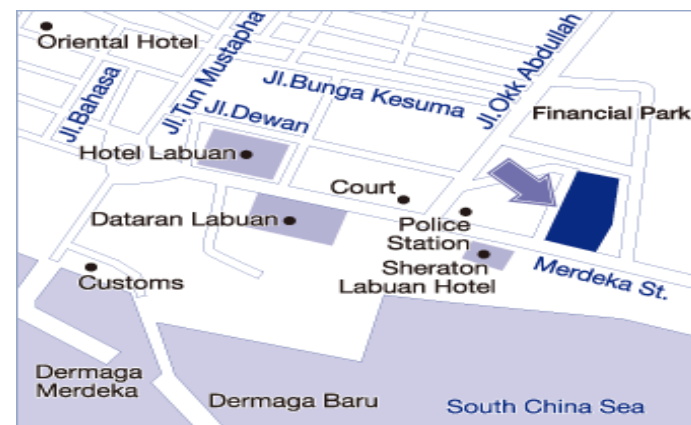 Oriental Hotel
Jl.Bahasa
Jl.Tun Mustapha
Jl.Bunga Kesuma
Jl.Okk Abdullah
Jl.Dewan
Financial Park
Hotel Labuan
Court
Dataran Labuan
Police
Station
Sheraton
Labuan Hotel
Merdeka St.
Customs
Dermaga
Merdeka
Dermaga Baru
South China Sea